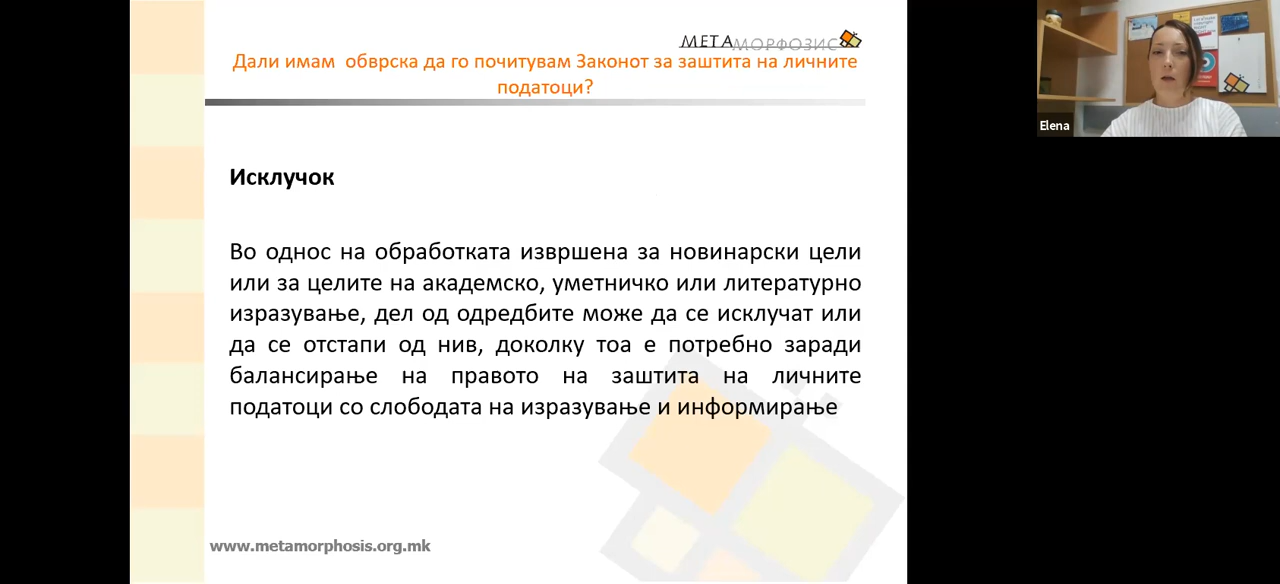 МЕТАМОРФОЗИС
Дали имам обврска да го почитувам Законот за заштита на личните
податоци?
Elena
Исклучок
Во однос на обработката извршена за новинарски цели
или за целите на академско, уметничко или литературно
изразување, дел од одредбите може да се исклучат или
да се отстапи од нив, доколку тоа е потребно заради
балансирање на правото на заштита на личните
податоци со слободата на изразување и информирање
www.metamorphosis.org.mk